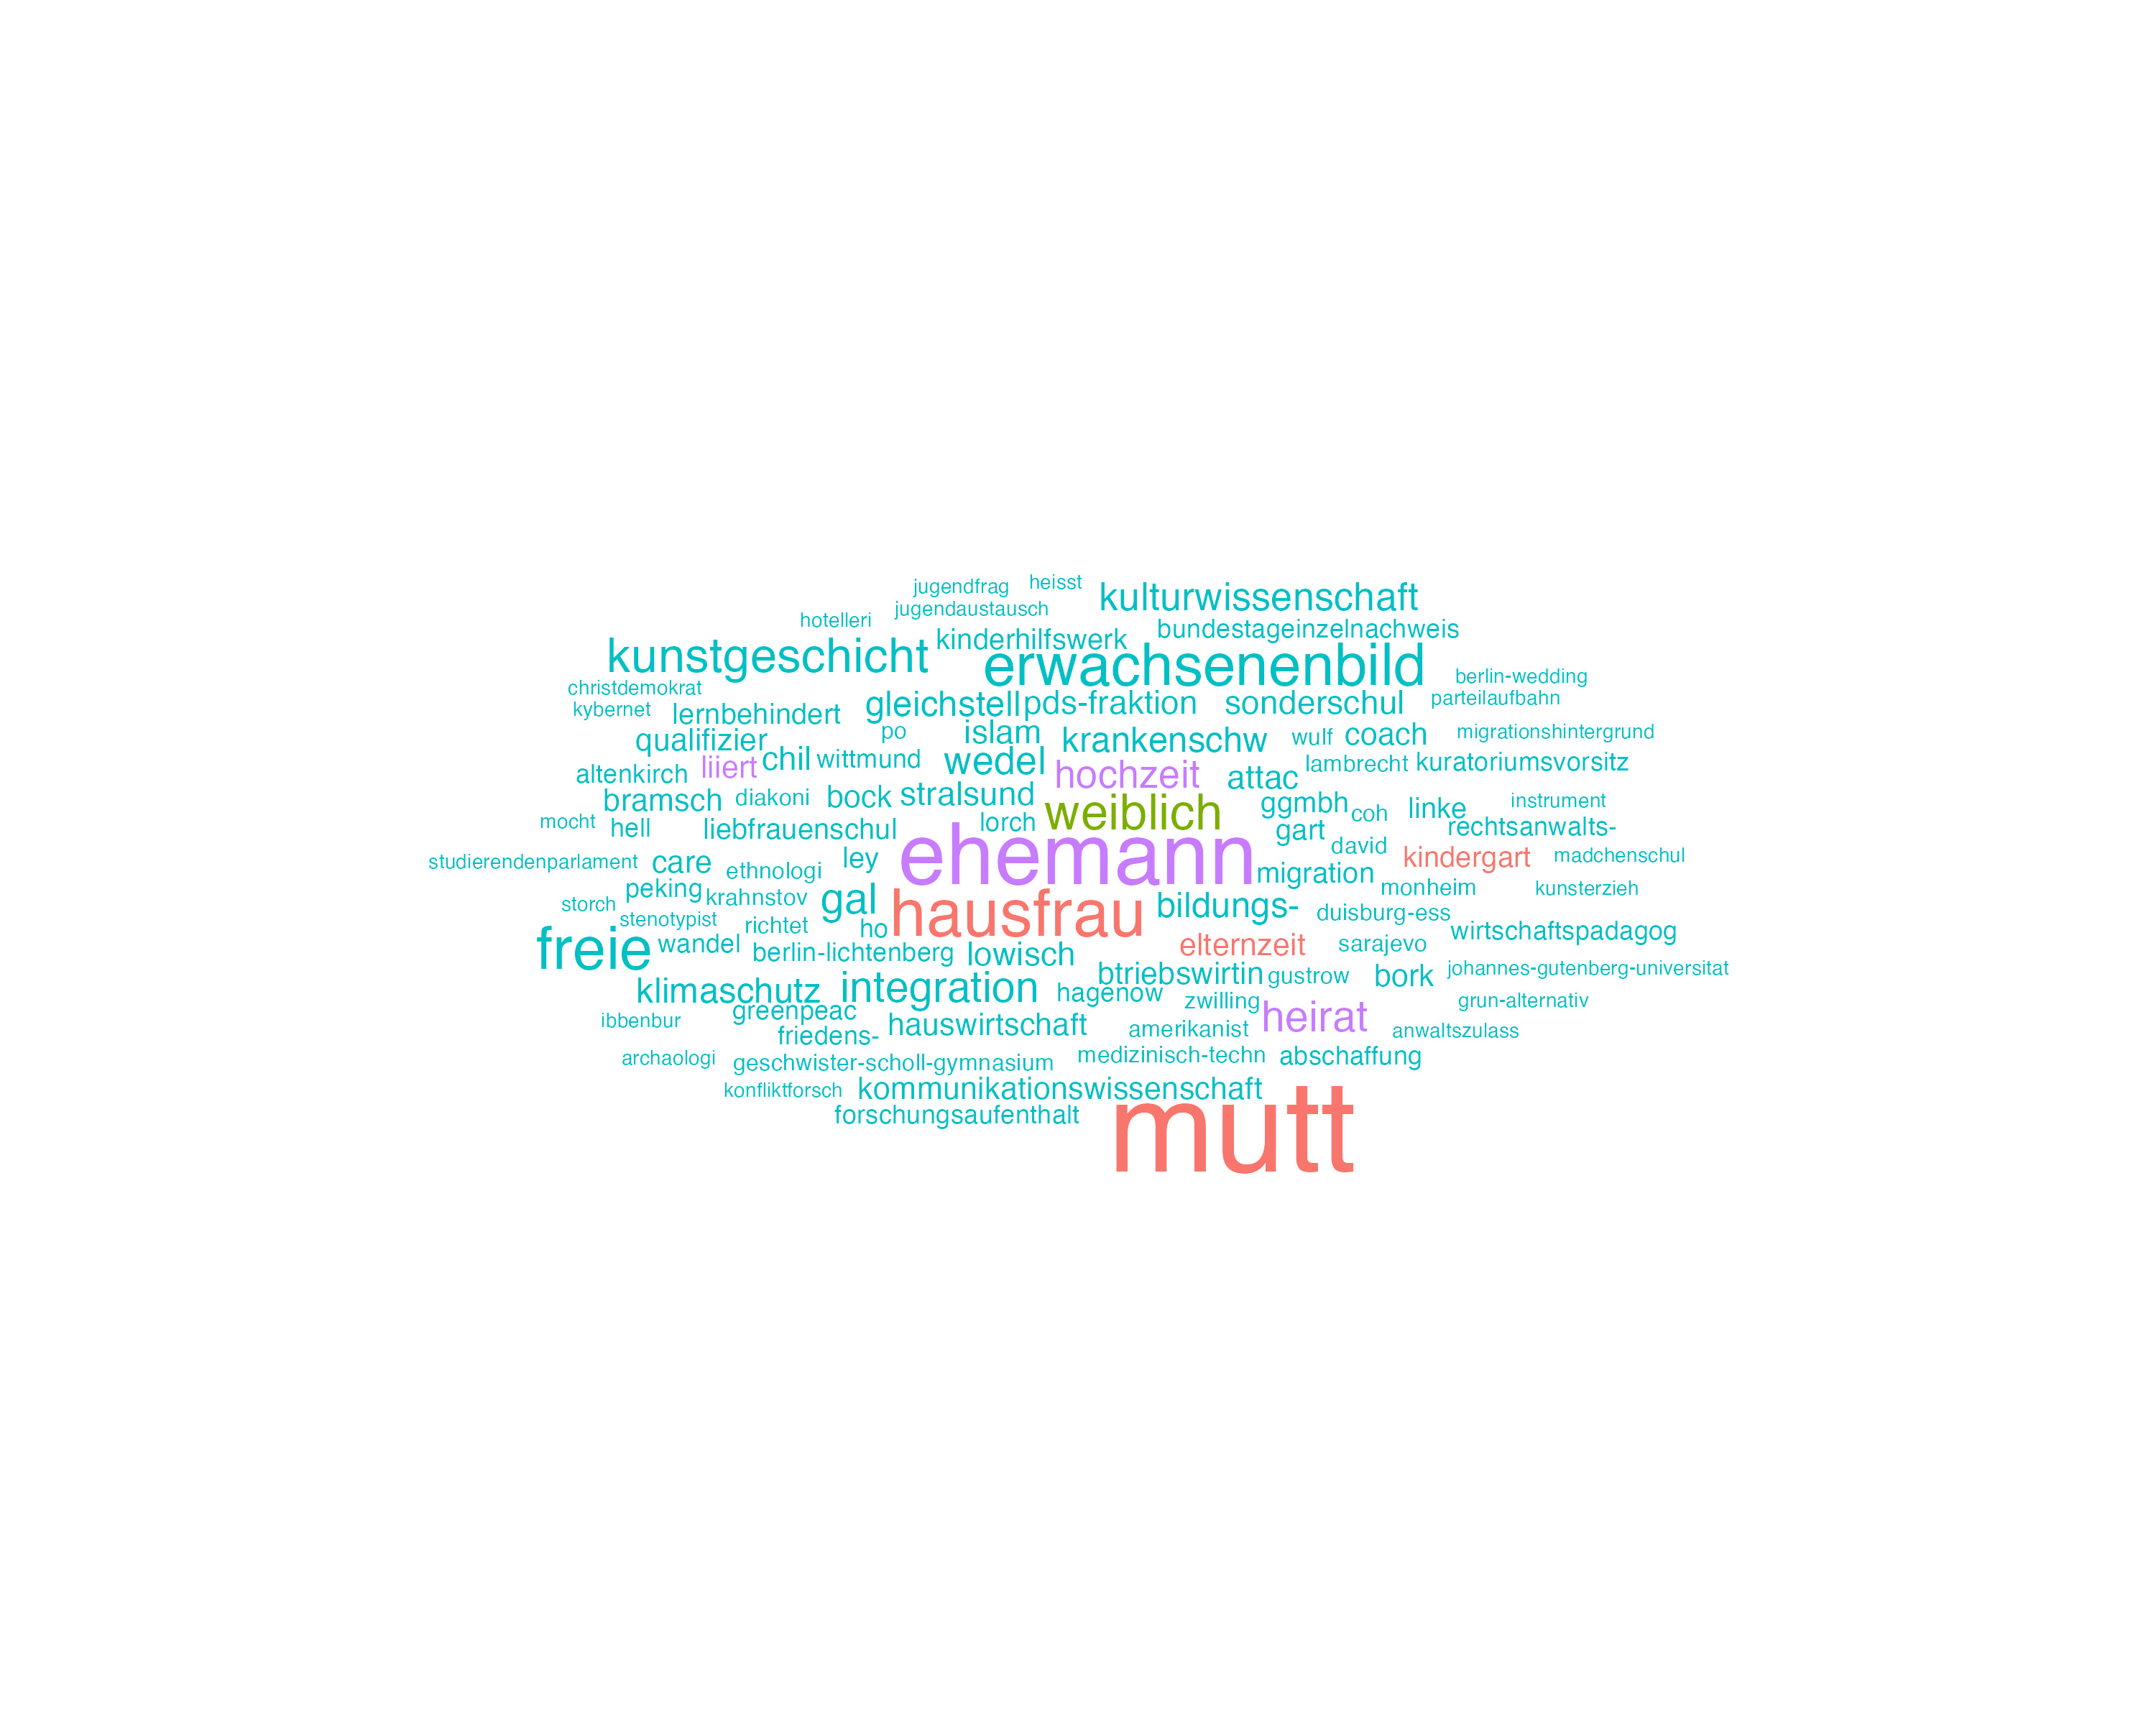 jugendfrag heisst kulturwissenschaft
hotelleri jugendaustausch
kunstgeschicht kinderhilfswerk bundestageinzelnachweis
erwachsenenbild berlin-wedding
christdemokrat gleichstell pds-fraktion sonderschul parteilaufbahn
kybernet lernbehindert
qualifizier po islam krankenschw wulf coach migrationshintergrund
altenkirch liiert chil wittmund wedel hochzeit attac lambrecht kuratoriumsvorsitz
bramsch diakoni bock stralsund weiblich ggmbh coh linke instrument
mocht hell liebfrauenschul lorch gart rechtsanwalts-
studierendenparlament care ethnologi ley ehemann david kindergart madchenschul
peking krahnstov gal migration monheim kunsterzieh
storch stenotypist richtet ho hausfrau bildungs- duisburg-ess
freie wandel berlin-lichtenberg lowisch elternzeit sarajevo wirtschaftspadagog
klimaschutz integration btriebswirtin gustrow bork johannes-gutenberg-universitat
hagenow zwilling grun-alternativ
ibbenbur greenpeac hauswirtschaft heirat
friedens- amerikanist anwaltszulass
archaologi geschwister-scholl-gymnasium medizinisch-techn abschaffung
konfliktforsch kommunikationswissenschaft
forschungsaufenthalt mutt